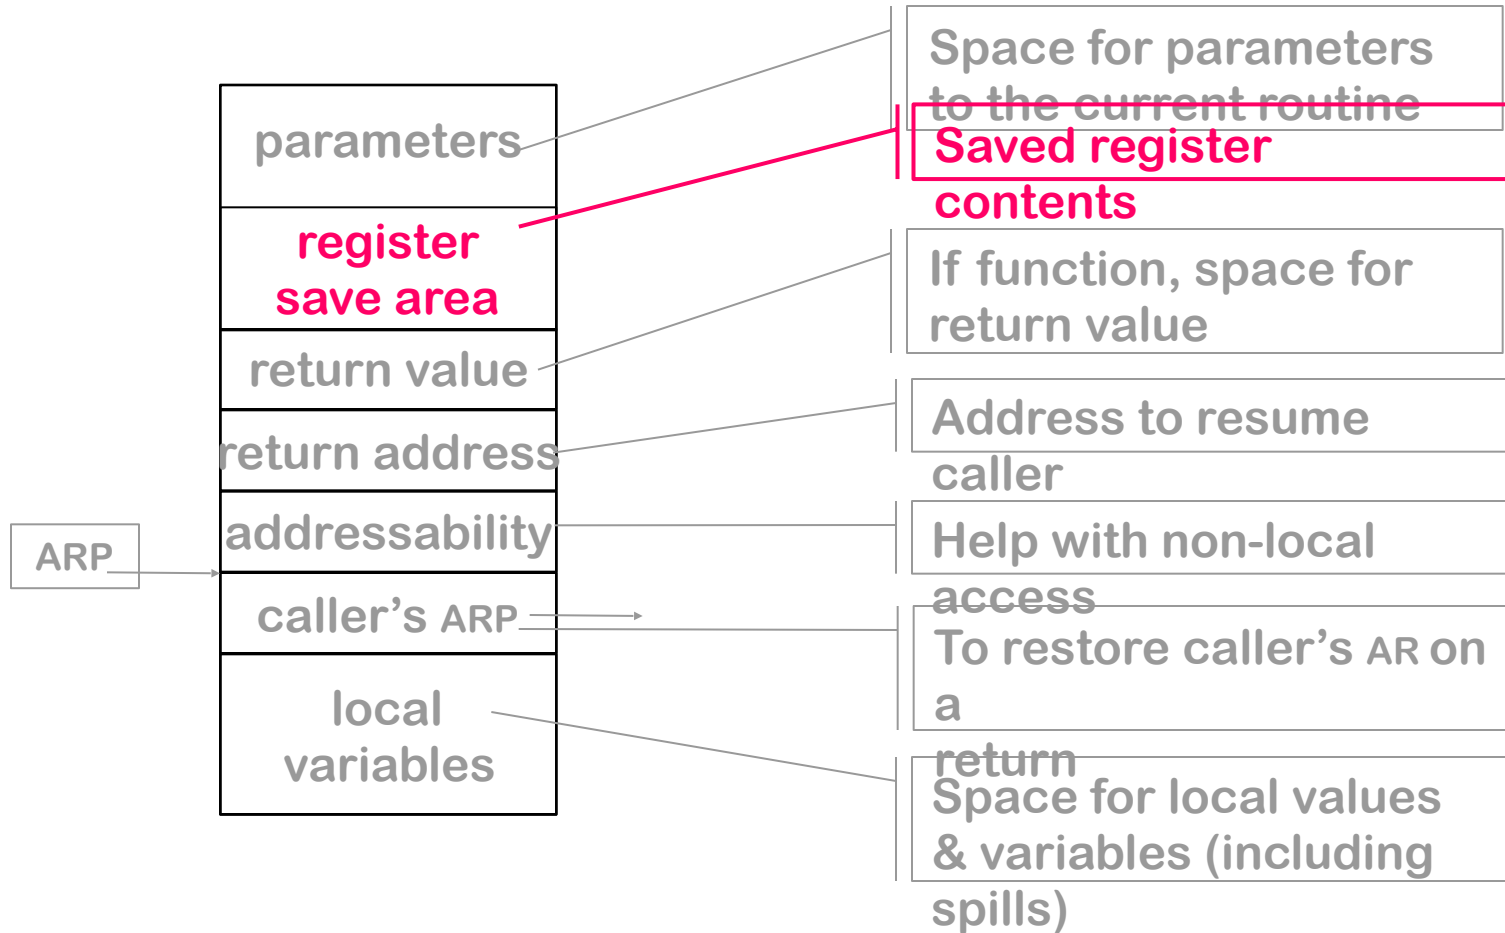 parameters
register
save area
return value
return address
addressability
ARP
caller’s ARP
local
variables
Space for parameters
to the current routine
Saved register
contents
If function, space for
return value
Address to resume
caller
Help with non-local
access
To restore caller’s AR on
a
return
Space for local values
& variables (including
spills)